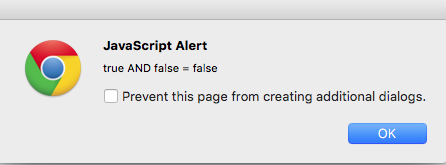 JavaScript Alert
true AND false = false
Prevent this page from creating additional dialogs.
OK